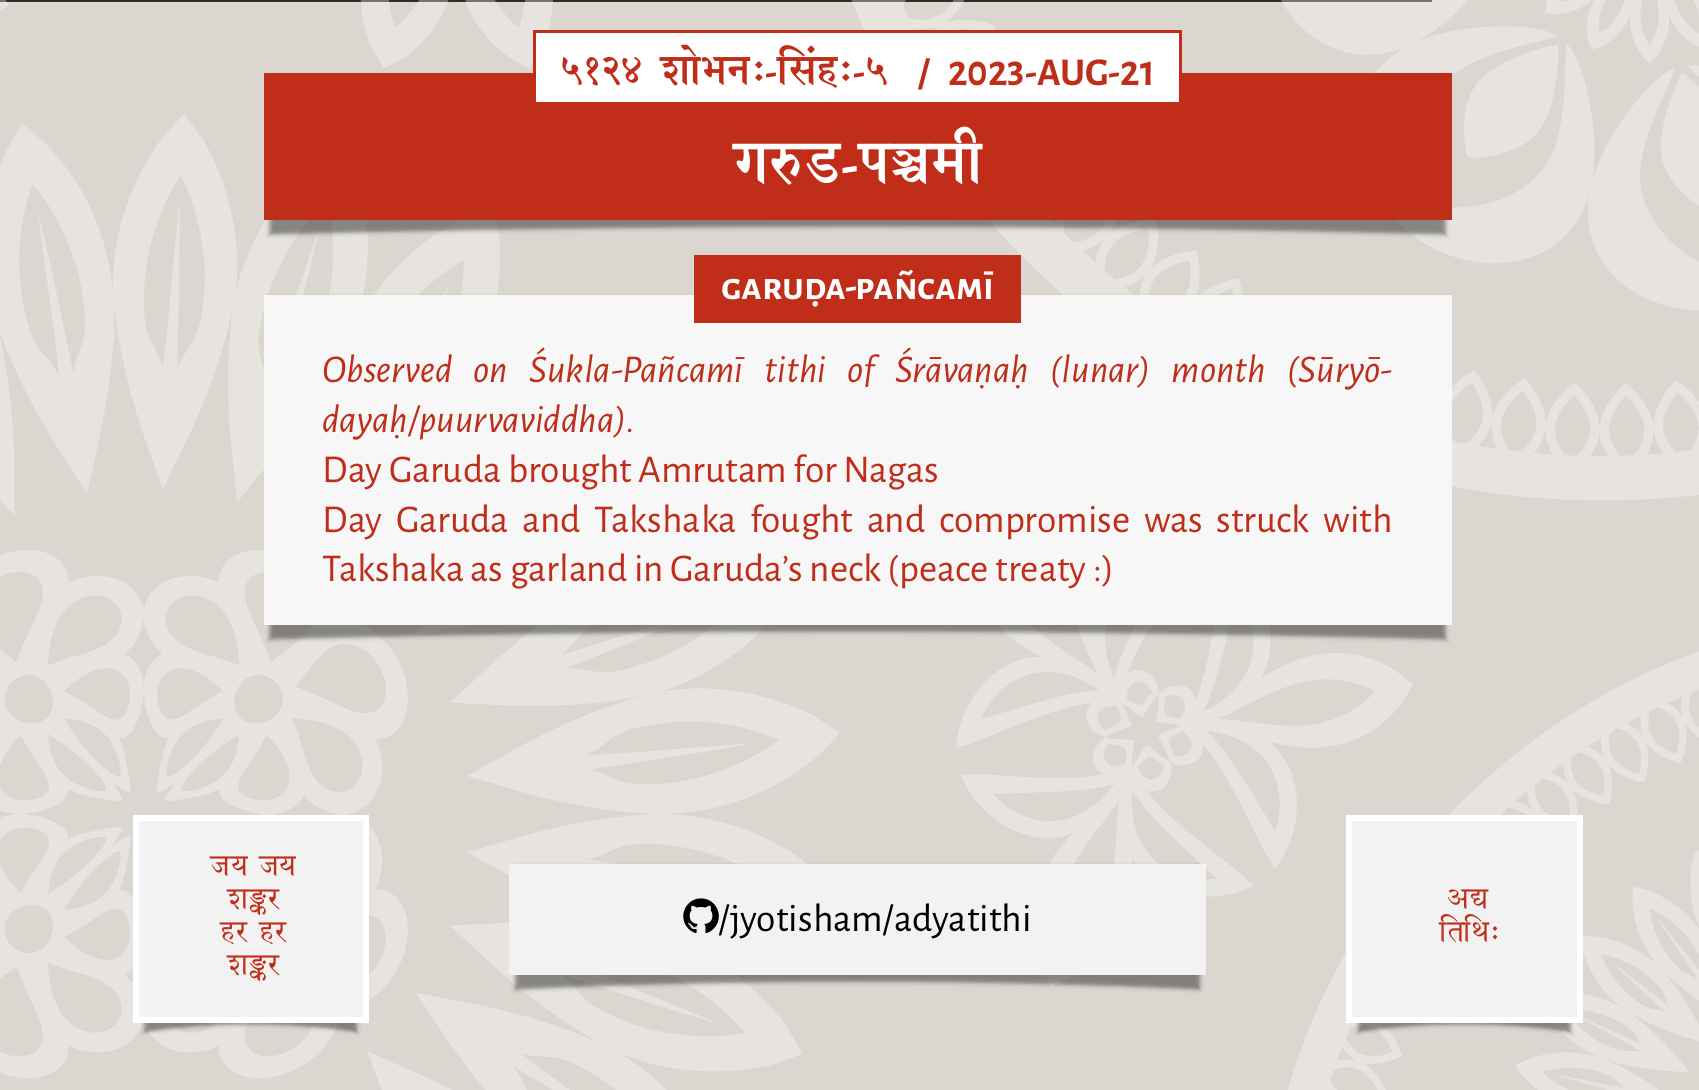 ५१२४ शोभनः-सिंहः-५ / 2023-AUG-21
गरुड-पञ्चमी
GARUḌA-PAÑCAMĪ
Observed on Śukla-Pañcamī tithi of Śrāvaṇaḥ (lunar) month (Sūryō-
dayaḥ/puurvaviddha).
Day Garuda brought Amrutam for Nagas
Day Garuda and Takshaka fought and compromise was struck with
Takshaka as garland in Garuda’s neck (peace treaty :)
जय जय
शङ्कर
हर हर
शङ्कर
/jyotisham/adyatithi
अद्य
तिथिः